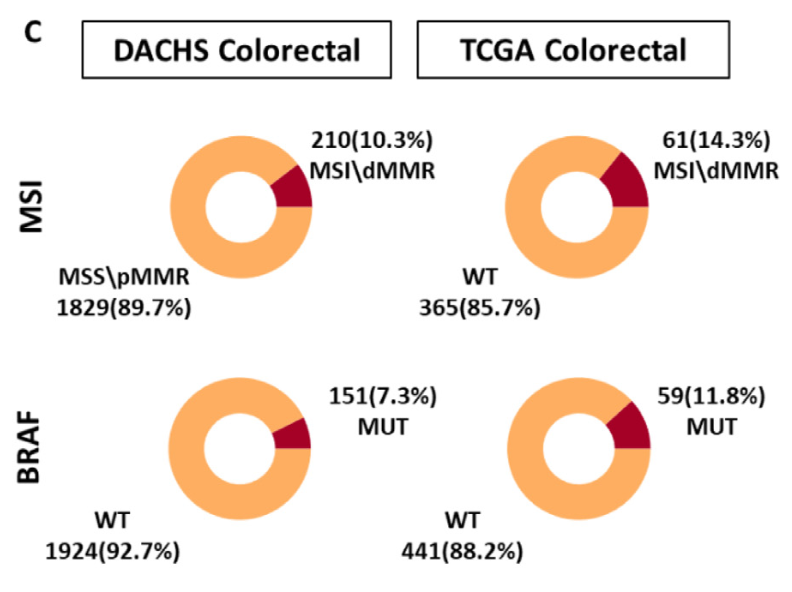 C
DACHS Colorectal
TCGA Colorectal
MSI
210(10.3%)
MSI\dMMR
MSS\pMMR
1829(89.7%)
61(14.3%)
MSI\dMMR
WT
365(85.7%)
BRAF
151(7.3%)
MUT
WT
1924(92.7%)
59(11.8%)
MUT
WT
441(88.2%)